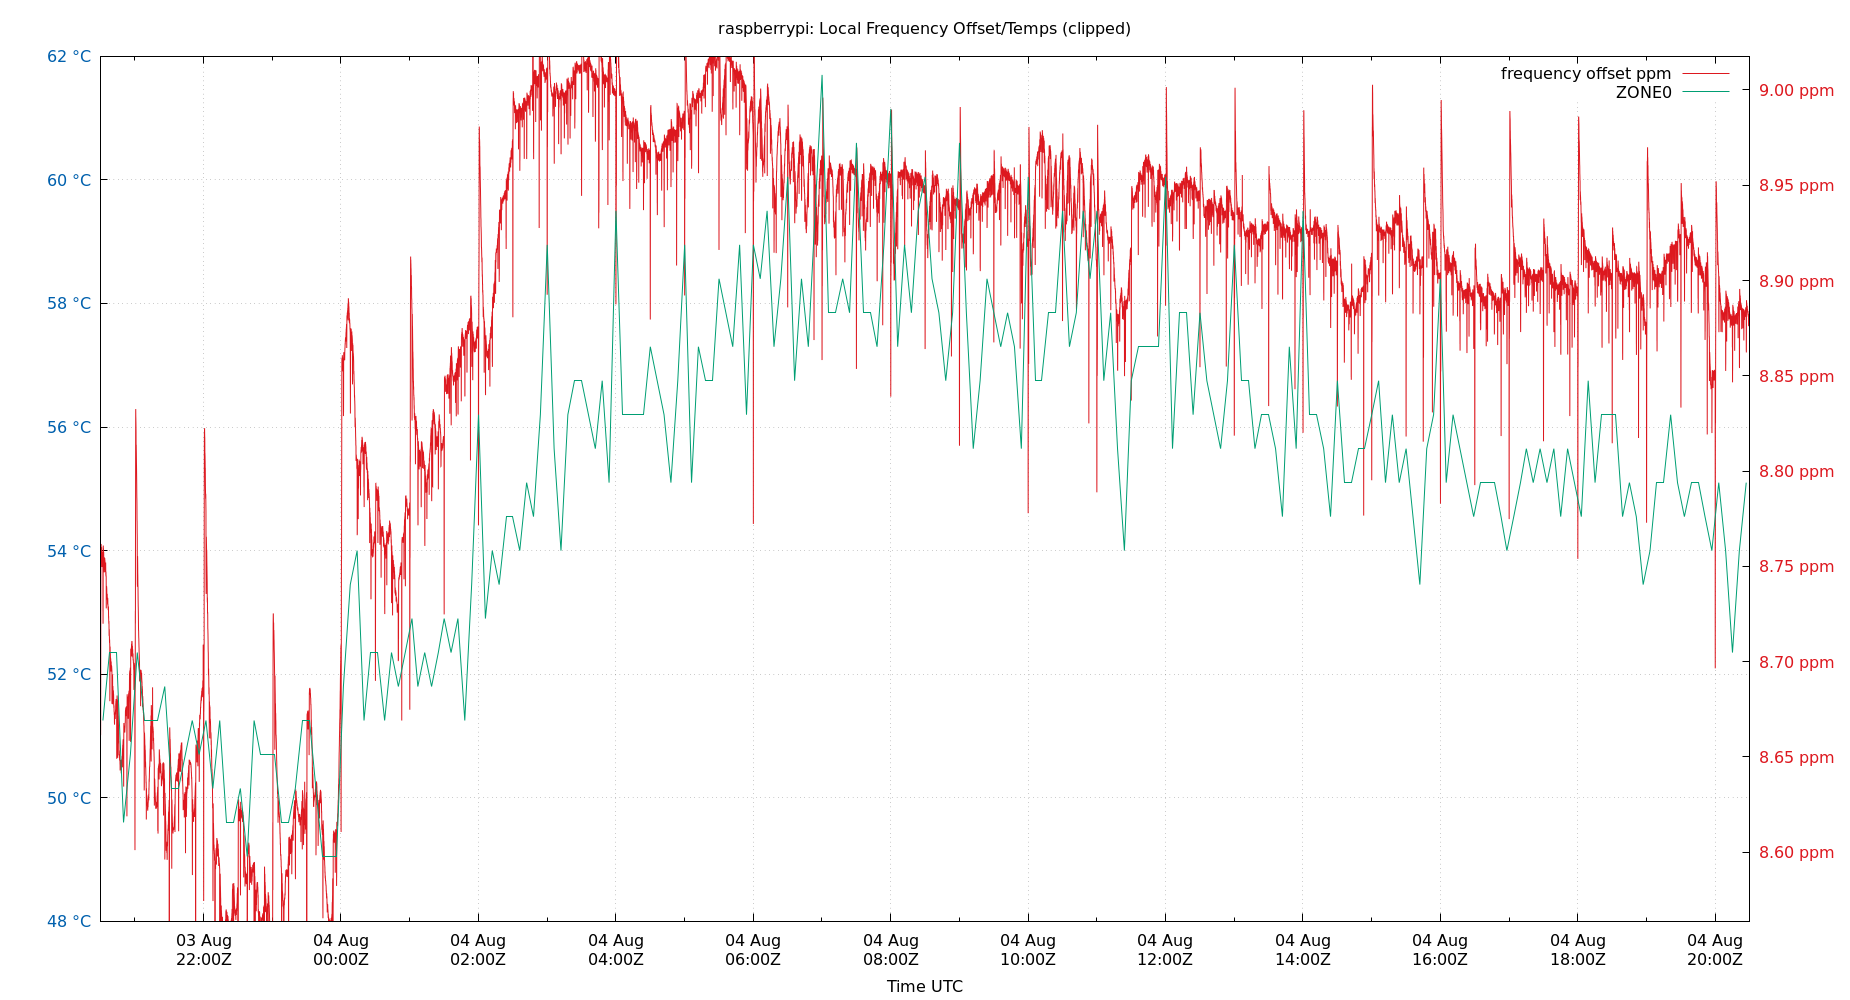 raspberrypi: Local Frequency Offset/Temps (clipped)
62 °C
60 °C
58 °C
56 °C
54 °C
52 °C
50 °C
48 °C
frequency offset ppm
ZONE0
9.00 ppm
8.95 ppm
8.90 ppm
8.85 ppm
8.80 ppm
8.75 ppm
8.70 ppm
8.65 ppm
8.60 ppm
03 Aug 04 Aug 04 Aug 04 Aug 04 Aug 04 Aug 04 Aug 04 Aug 04 Aug 04 Aug 04 Aug 04 Aug
22:00Z 00:00Z 02:00Z 04:00Z 06:00Z 08:00Z 10:00Z 12:00Z 14:00Z 16:00Z 18:00Z 20:00Z
Time UTC